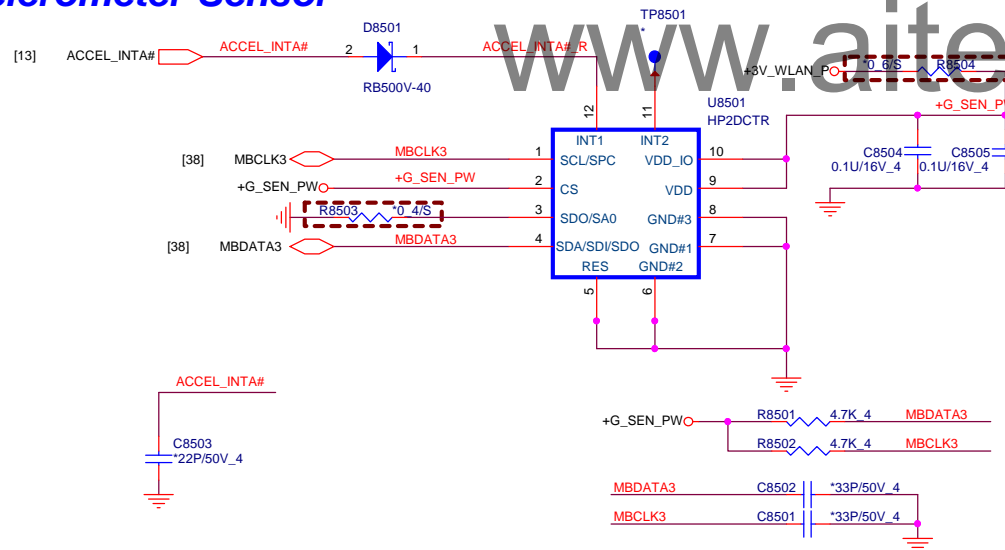 www.aite
TP8501
*
D8501
[13] ACCEL_INTA# ACCEL_INTA# 2 1 ACCEL_INTA#_R
RB500V-40
+3V_WLAN_P *0_6/S R8504
U8501
HP2DCTR
+G_SEN_PW
12 11
INT1 INT2
[38] MBCLK3 MBCLK3 1 SCL/SPC VDD_IO 10
C8504 C8505
0.1U/16V_4 0.1U/16V_4
+G_SEN_PW +G_SEN_PW 2 CS VDD 9
R8503 *0_4/S 3 SDO/SA0 GND#3 8
[38] MBDATA3 MBDATA3 4 SDA/SDI/SDO GND#1 7
RES GND#2
5 6
ACCEL_INTA#
C8503
*22P/50V_4
+G_SEN_PW R8501 4.7K_4 MBDATA3
R8502 4.7K_4 MBCLK3
MBDATA3 C8502 *33P/50V_4
MBCLK3 C8501 *33P/50V_4